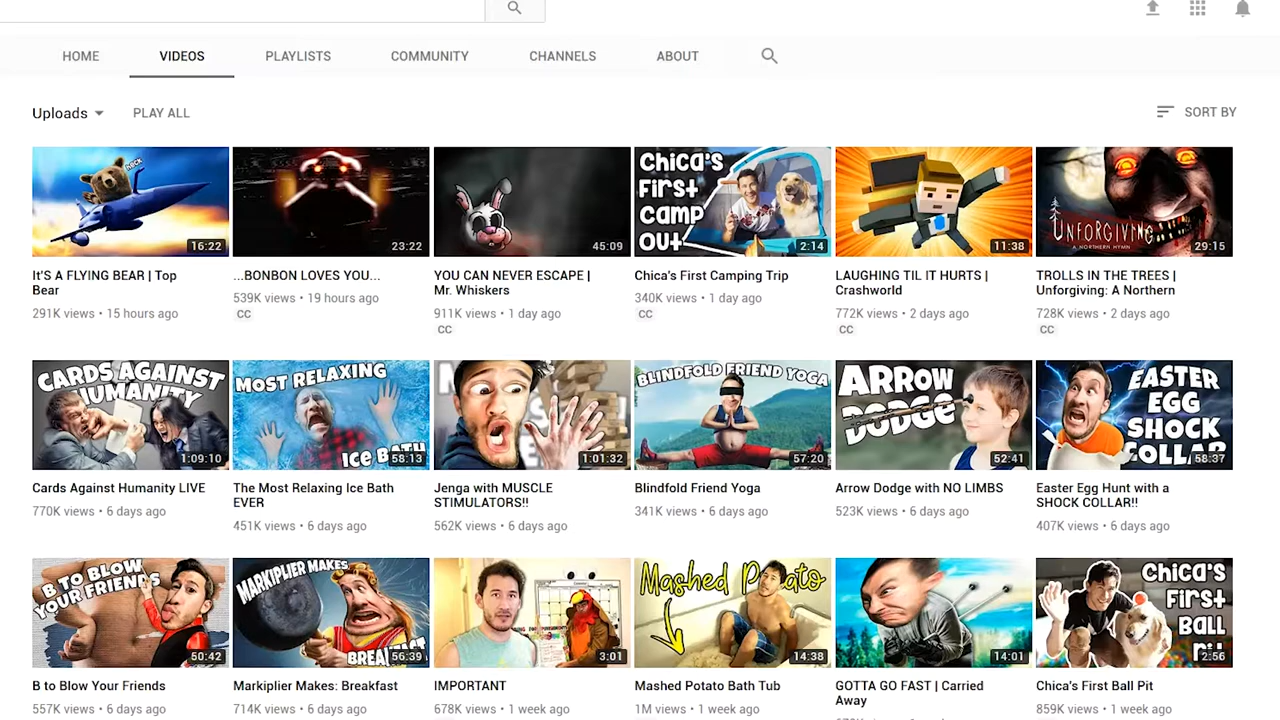 HOME VIDEOS PLAYLISTS COMMUNITY CHANNELS ABOUT
Uploads PLAY ALL SORT BY
HECK
16:22
23:22
45:09
CHICA'S
FIRST
CAMP
OUT
2:14
11:38
UNFORGIVING
A NORTHERN HYMN
29:15
IT'S A FLYING BEAR | Top
Bear
291K views • 15 hours ago
...BONBON LOVES YOU...
539K views • 19 hours ago
CC
YOU CAN NEVER ESCAPE |
Mr. Whiskers
911K views • 1 day ago
CC
Chica's First Camping Trip
340K views • 1 day ago
CC
LAUGHING TIL IT HURTS |
Crashworld
772K views • 2 days ago
CC
TROLLS IN THE TREES |
Unforgiving: A Northern
728K views • 2 days ago
CC
CARDS AGAINST
HUMANITY
1:09:10
MOST RELAXING
ICE BATH
58:13
1:01:32
BLINDFOLD FRIEND YOGA
57:20
ARROW
DODGE
52:41
EASTER
EGG
SHOCK
COLLAR
58:37
Cards Against Humanity LIVE
770K views • 6 days ago
The Most Relaxing Ice Bath
EVER
451K views • 6 days ago
Jenga with MUSCLE
STIMULATORS!!
562K views • 6 days ago
Blindfold Friend Yoga
341K views • 6 days ago
Arrow Dodge with NO LIMBS
523K views • 6 days ago
Easter Egg Hunt with a
SHOCK COLLAR!!
407K views • 6 days ago
B TO BLOW
YOUR FRIENDS
50:42
MARKIPLIER MAKES
BREAKFAST
56:39
3:01
Mashed Potato
14:38
14:01
CHICA'S
FIRST
BALL
PIT
2:56
B to Blow Your Friends
557K views • 6 days ago
Markiplier Makes: Breakfast
714K views • 6 days ago
IMPORTANT
678K views • 1 week ago
Mashed Potato Bath Tub
1M views • 1 week ago
GOTTA GO FAST | Carried
Away
Chica's First Ball Pit
859K views • 1 week ago